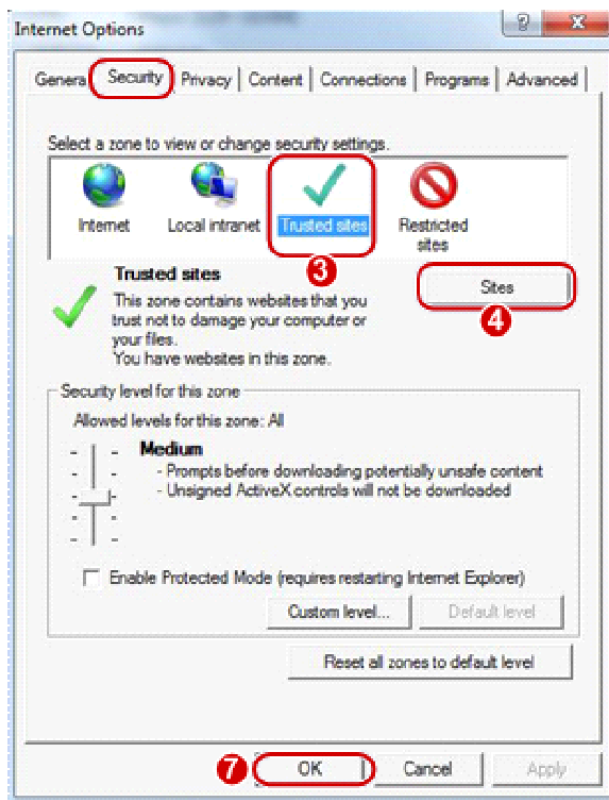 Internet Options
General Security Privacy Content Connections Programs Advanced
Select a zone to view or change security settings.
Internet Local intranet Trusted sites Restricted sites
3
Trusted sites
Sites
This zone contains websites that you
trust not to damage your computer or
your files.
You have websites in this zone.
4
Security level for this zone
Allowed levels for this zone: All
Medium
- Prompts before downloading potentially unsafe content
- Unsigned ActiveX controls will not be downloaded
Enable Protected Mode (requires restarting Internet Explorer)
Custom level... Default level
Reset all zones to default level
7 OK Cancel Apply